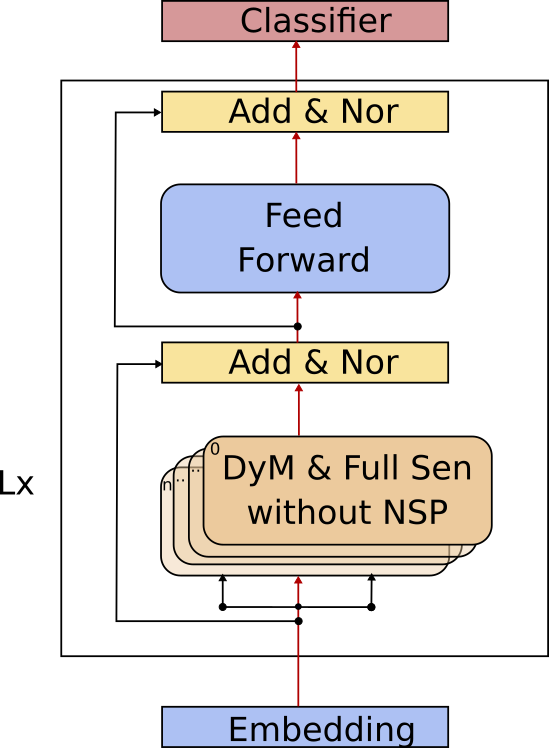 Classifier
Add & Nor
Feed
Forward
Add & Nor
0
..
..
n
DyM & Full Sen
without NSP
Lx
Embedding